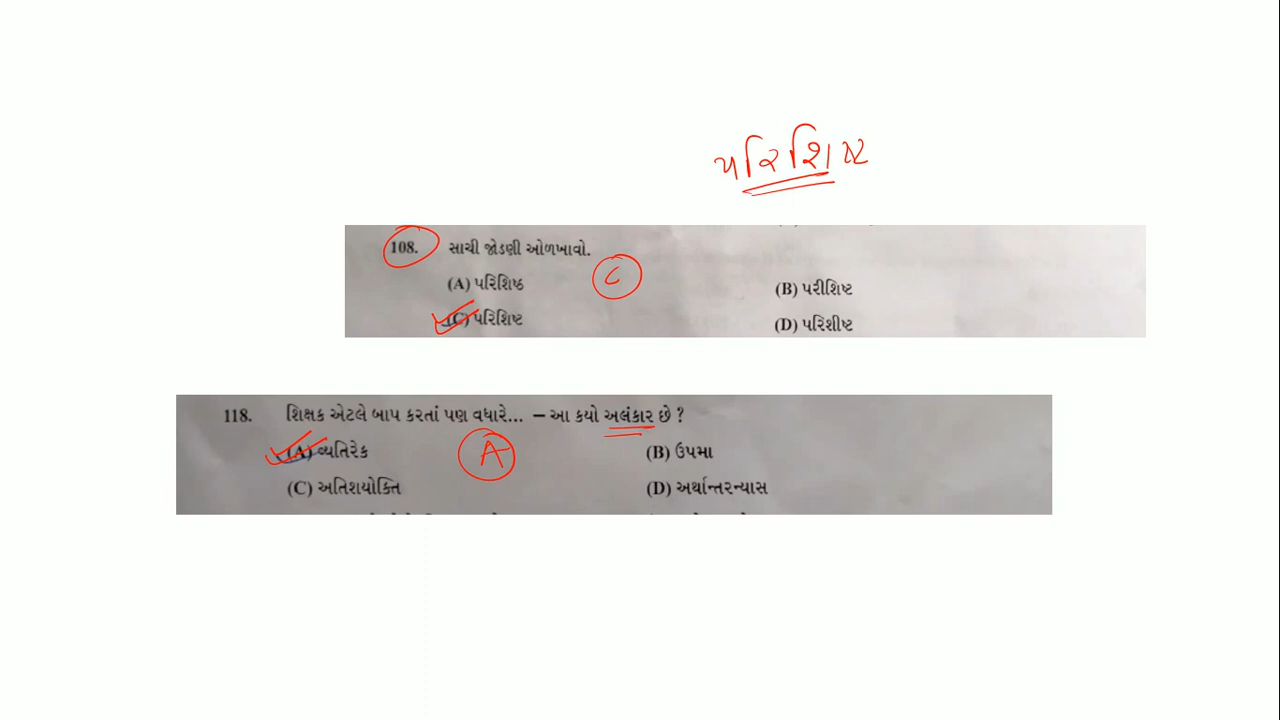 પરિશિષ્ટ
108. સાચી જોડણી ઓળખાવો.
(A) પરિશિષ્ઠ C (B) પરીશિષ્ટ
(C) પરિશિષ્ટ (D) પરિશીષ્ટ
118. શિક્ષક એટલે બાપ કરતાં પણ વધારે... – આ કયો અલંકાર છે ?
(A) વ્યતિરેક A (B) ઉપમા
(C) અતિશયોક્તિ (D) અર્થાન્તરન્યાસ